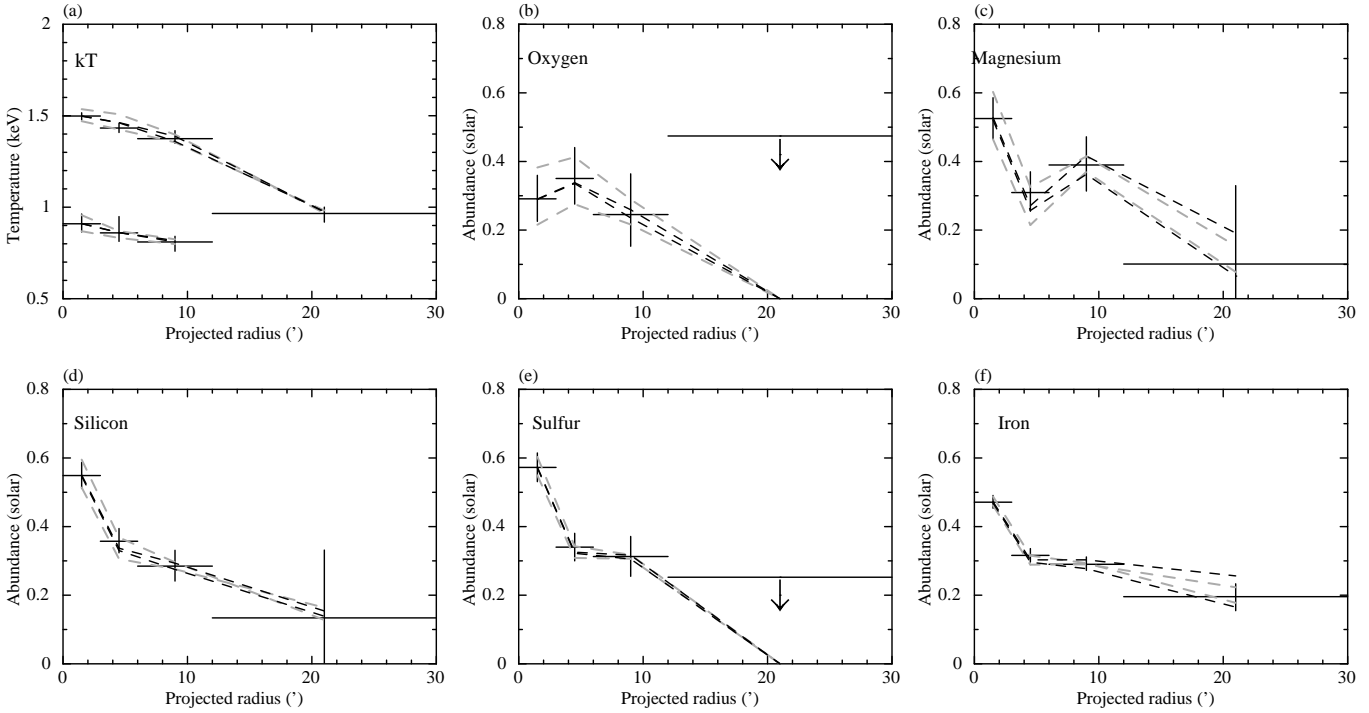 (a)
kT
Temperature (keV)
2
1.5
1
0.5
0
10
20
30
Projected radius (’)
(b)
Oxygen
Abundance (solar)
0.8
0.6
0.4
0.2
0
0
10
20
30
Projected radius (’)
(c)
Magnesium
Abundance (solar)
0.8
0.6
0.4
0.2
0
0
10
20
30
Projected radius (’)
(d)
Silicon
Abundance (solar)
0.8
0.6
0.4
0.2
0
0
10
20
30
Projected radius (’)
(e)
Sulfur
Abundance (solar)
0.8
0.6
0.4
0.2
0
0
10
20
30
Projected radius (’)
(f)
Iron
Abundance (solar)
0.8
0.6
0.4
0.2
0
0
10
20
30
Projected radius (’)